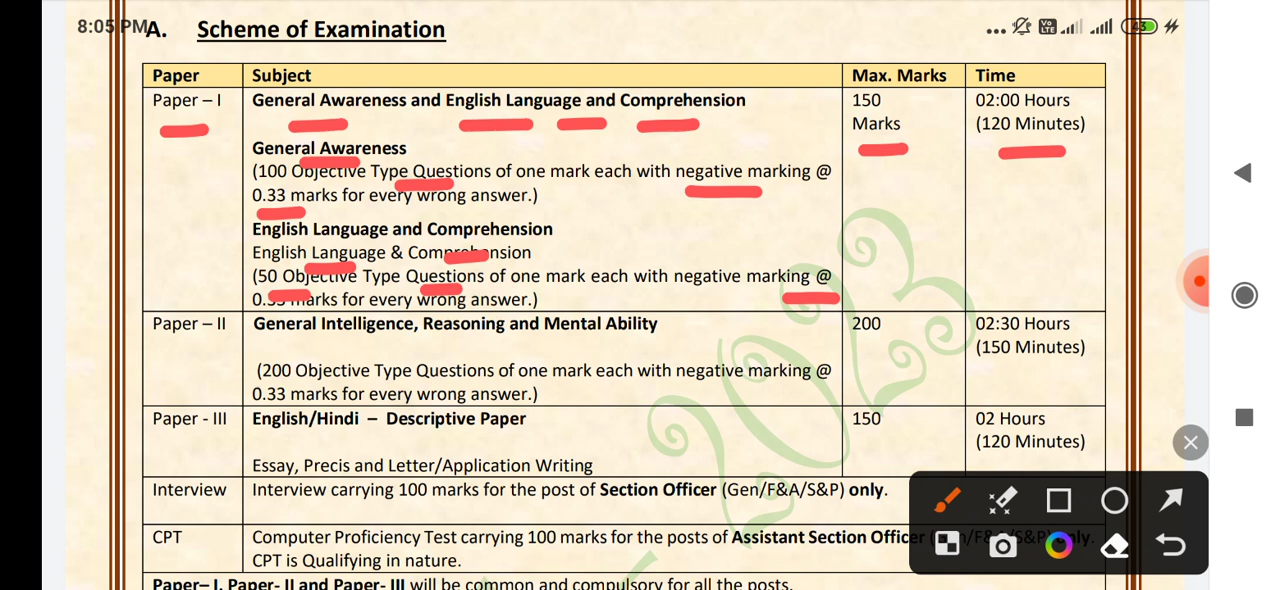 8:05 PM
43
A. Scheme of Examination
Paper Subject Max. Marks Time
Paper – I General Awareness and English Language and Comprehension 150 Marks 02:00 Hours (120 Minutes)
General Awareness
(100 Objective Type Questions of one mark each with negative marking @
0.33 marks for every wrong answer.)
English Language and Comprehension
English Language & Comprehension
(50 Objective Type Questions of one mark each with negative marking @
0.33 marks for every wrong answer.)
Paper – II General Intelligence, Reasoning and Mental Ability 200 02:30 Hours (150 Minutes)
(200 Objective Type Questions of one mark each with negative marking @
0.33 marks for every wrong answer.)
Paper - III English/Hindi – Descriptive Paper 150 02 Hours (120 Minutes)
Essay, Precis and Letter/Application Writing
Interview Interview carrying 100 marks for the post of Section Officer (Gen/F&A/S&P) only.
CPT Computer Proficiency Test carrying 100 marks for the posts of Assistant Section Officer (Gen/F&A/S&P) only.
CPT is Qualifying in nature.
Paper– I, Paper- II and Paper- III will be common and compulsory for all the posts.
2023